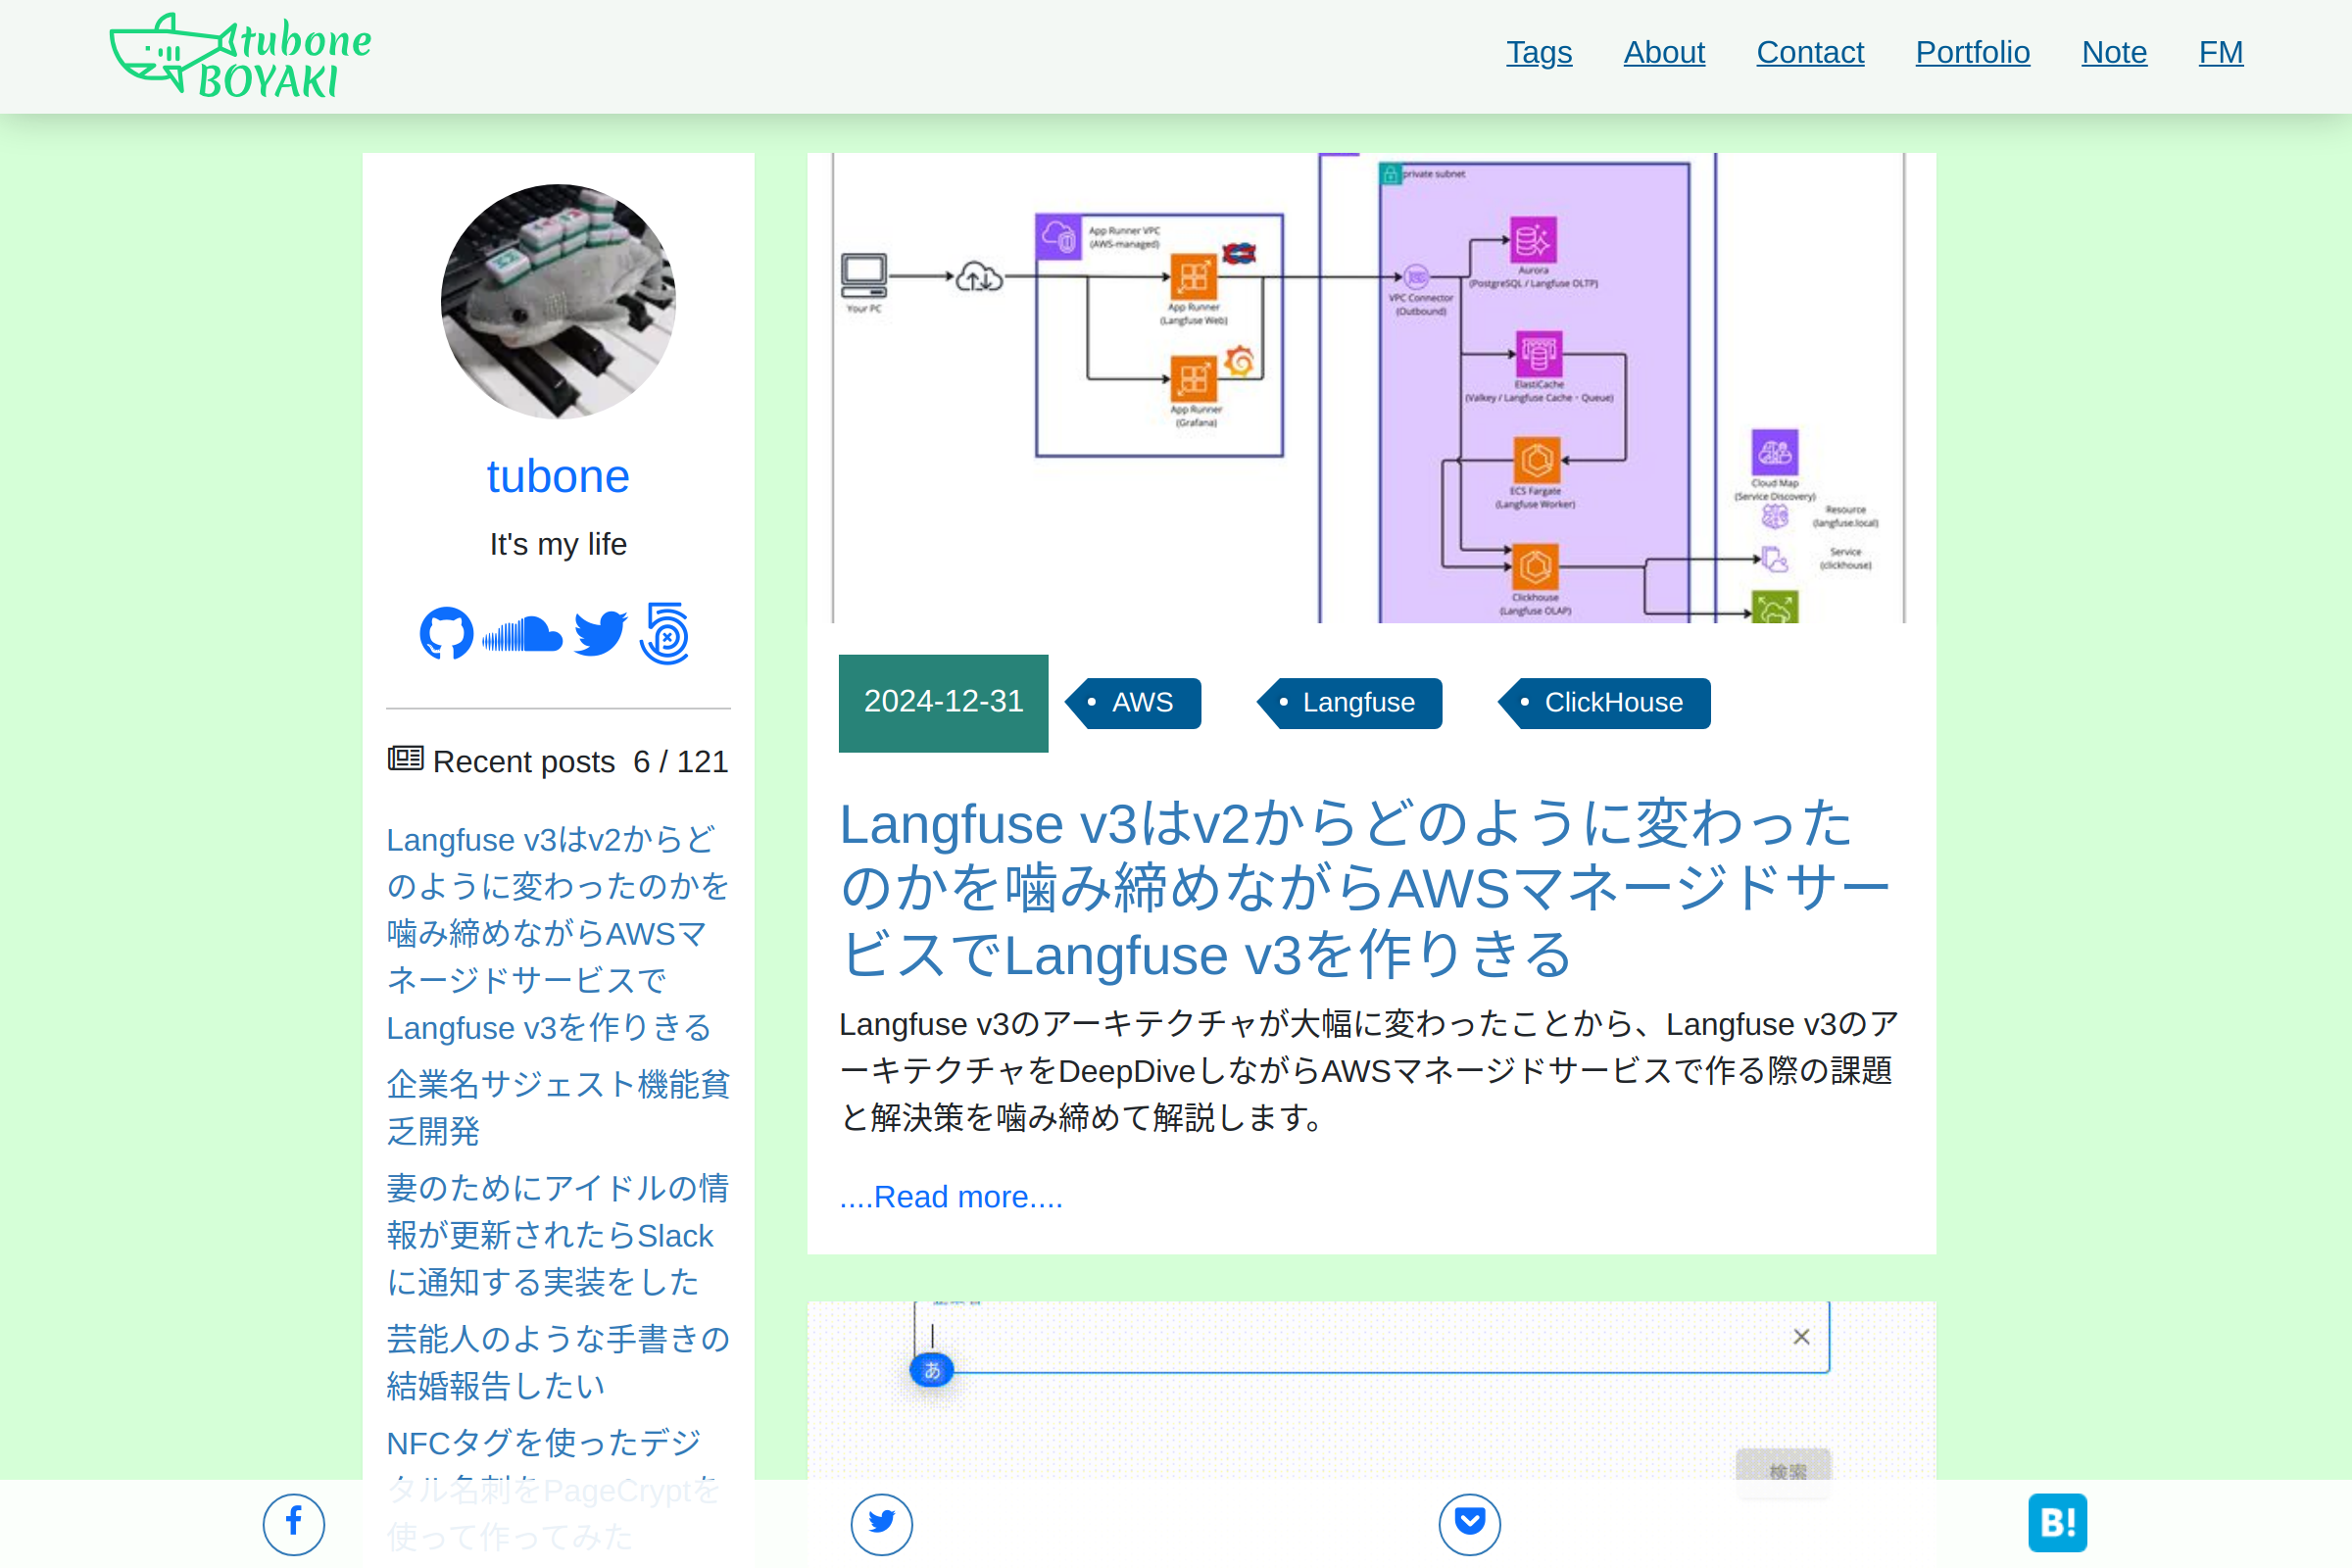 tubone
BOYAKI
Tags About Contact Portfolio Note FM
tubone
It's my life
Recent posts 6 / 121
Langfuse v3はv2からど
のように変わったのかを
噛み締めながらAWSマ
ネージドサービスで
Langfuse v3を作りきる
企業名サジェスト機能貧
乏開発
妻のためにアイドルの情
報が更新されたらSlack
に通知する実装をした
芸能人のような手書きの
結婚報告したい
NFCタグを使ったデジ
タル名刺をPageCryptを
使って作ってみた
private subnet
App Runner VPC
(AWS-managed)
Your PC
App Runner
(Langfuse Web)
App Runner
(Grafana)
VPC Connector
(Outbound)
Aurora
(PostgreSQL / Langfuse OLTP)
ElastiCache
(Valkey / Langfuse Cache・Queue)
ECS Fargate
(Langfuse Worker)
Clickhouse
(Langfuse OLAP)
Cloud Map
(Service Discovery)
Resource
(langfuse.local)
Service
(clickhouse)
2024-12-31 AWS Langfuse ClickHouse
Langfuse v3はv2からどのように変わった
のかを噛み締めながらAWSマネージドサー
ビスでLangfuse v3を作りきる
Langfuse v3のアーキテクチャが大幅に変わったことから、Langfuse v3のア
ーキテクチャをDeepDiveしながらAWSマネージドサービスで作る際の課題
と解決策を噛み締めて解説します。
....Read more....
あ
検索
B!